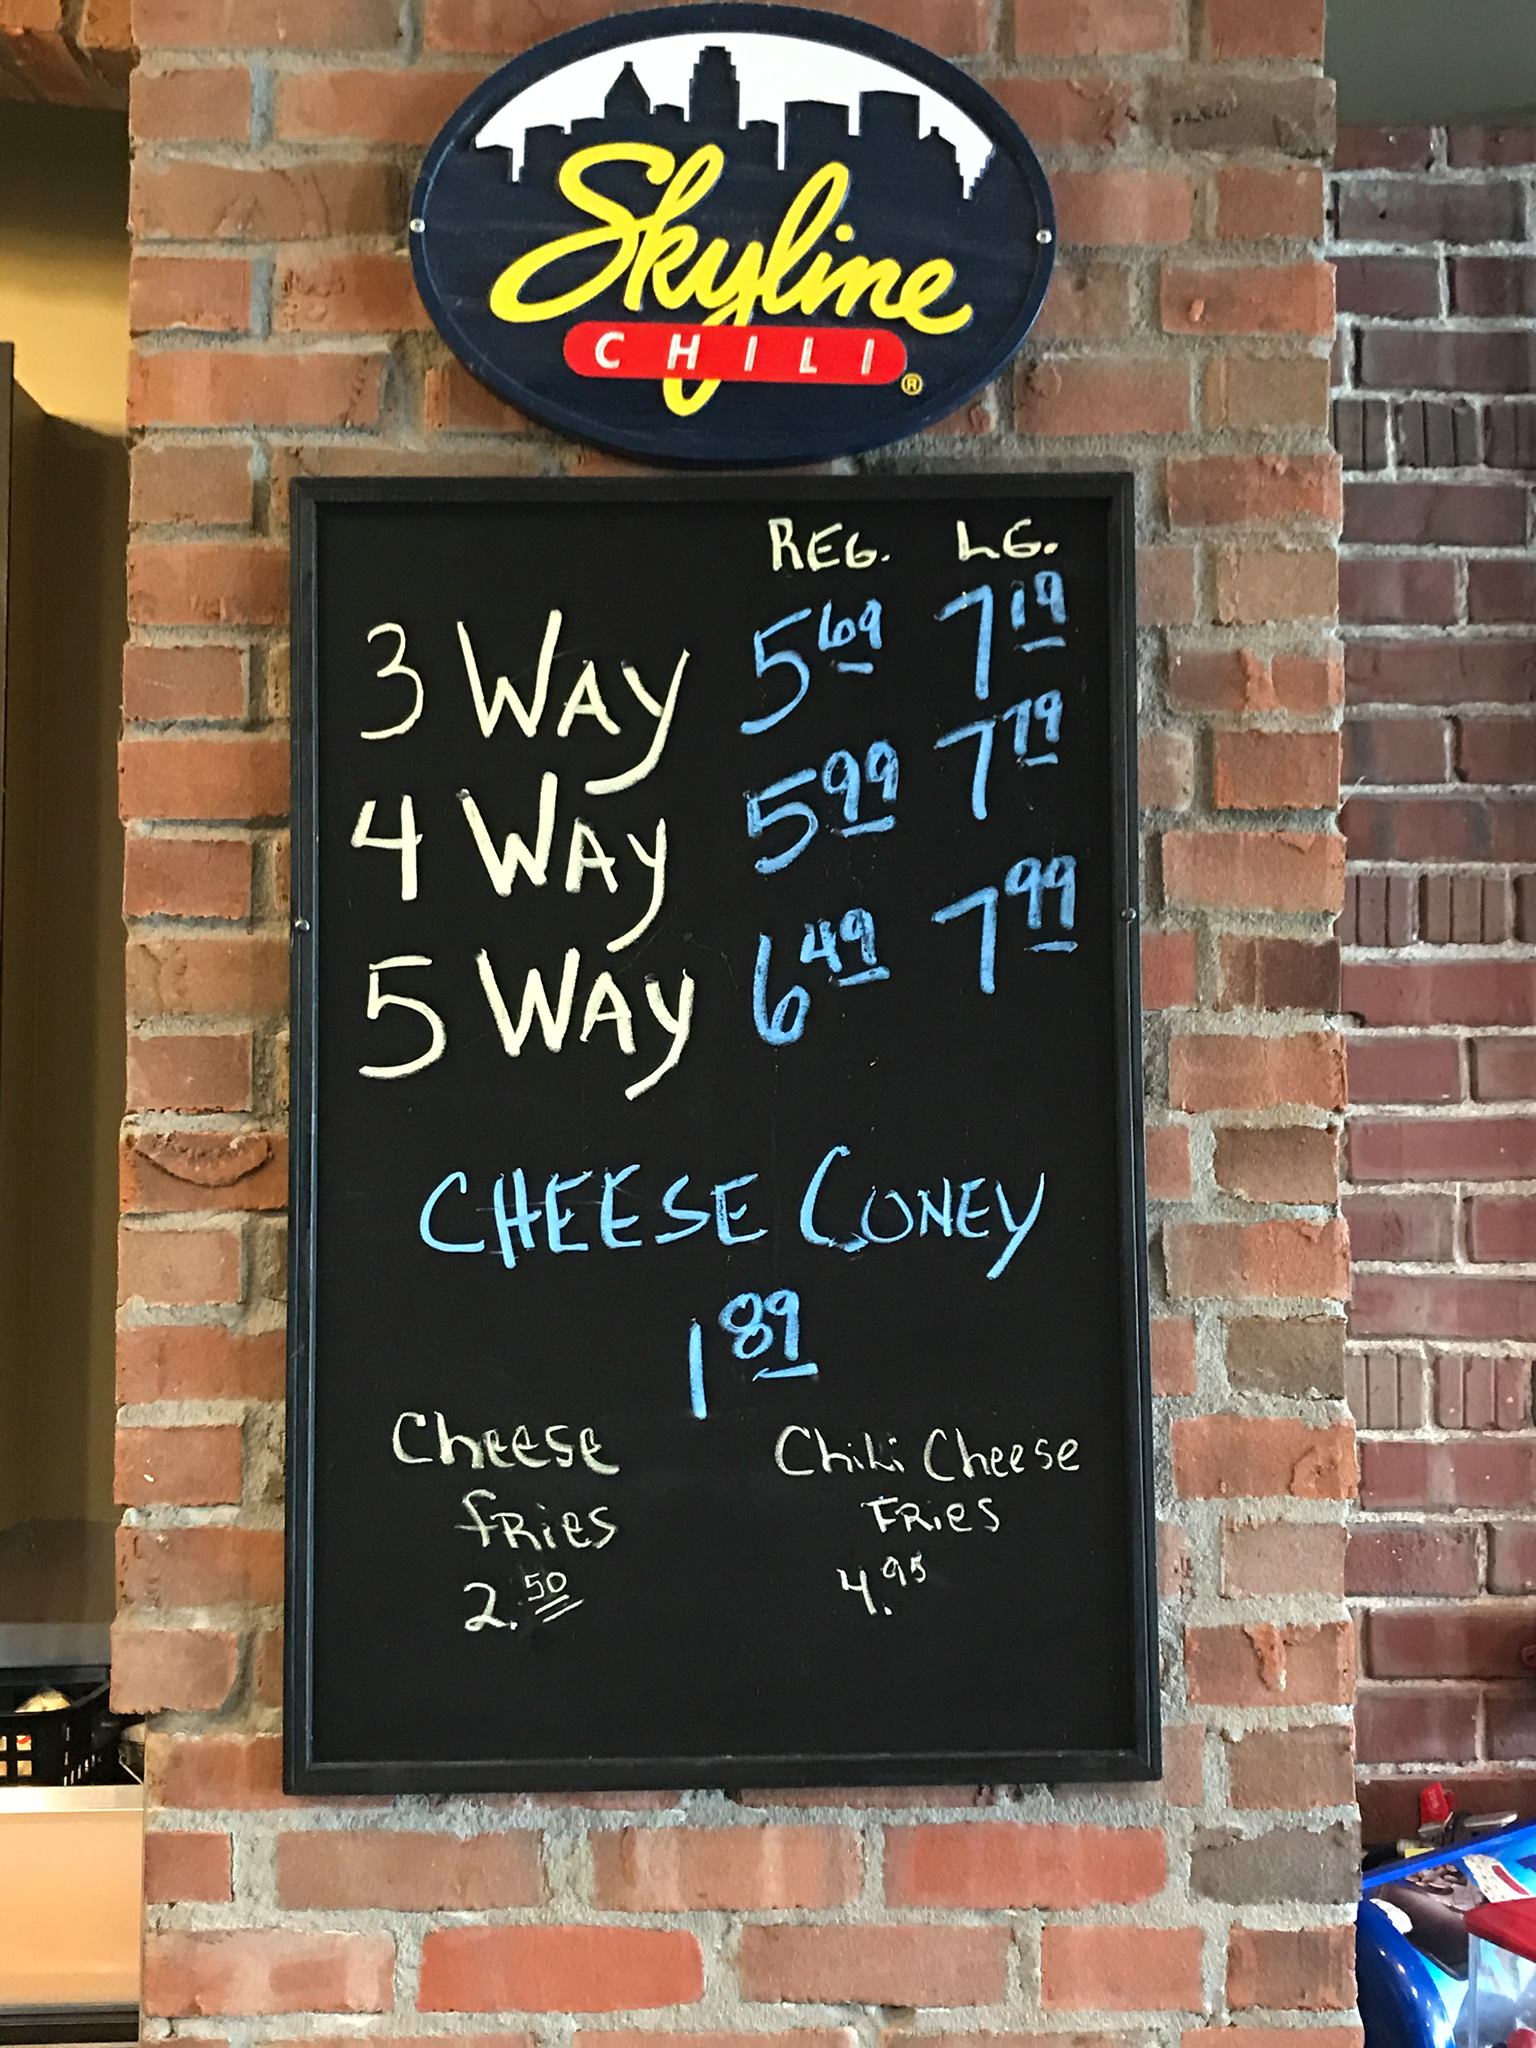 Skyline
CHILI®
REG. LG.
3 WAY 5 69 7 19
4 WAY 5 99 7 79
5 WAY 6 49 7 99
CHEESE CONEY
1 89
Cheese Chili Cheese
fRiES FRiES
2.50 4.95